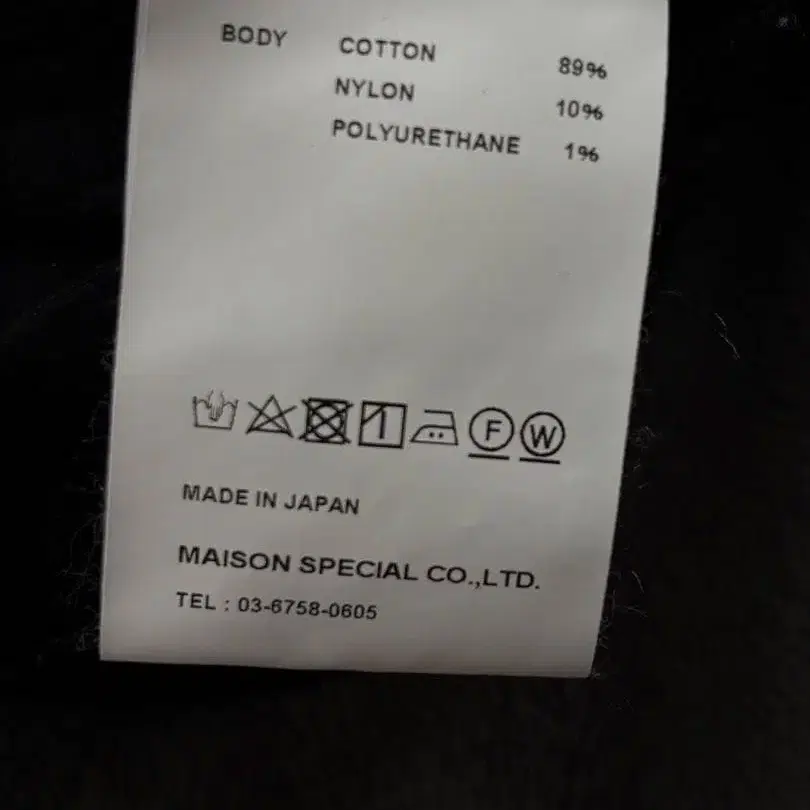 BODY COTTON 89%
NYLON 10%
POLYURETHANE 1%
F W
MADE IN JAPAN
MAISON SPECIAL CO.,LTD.
TEL : 03-6758-0605